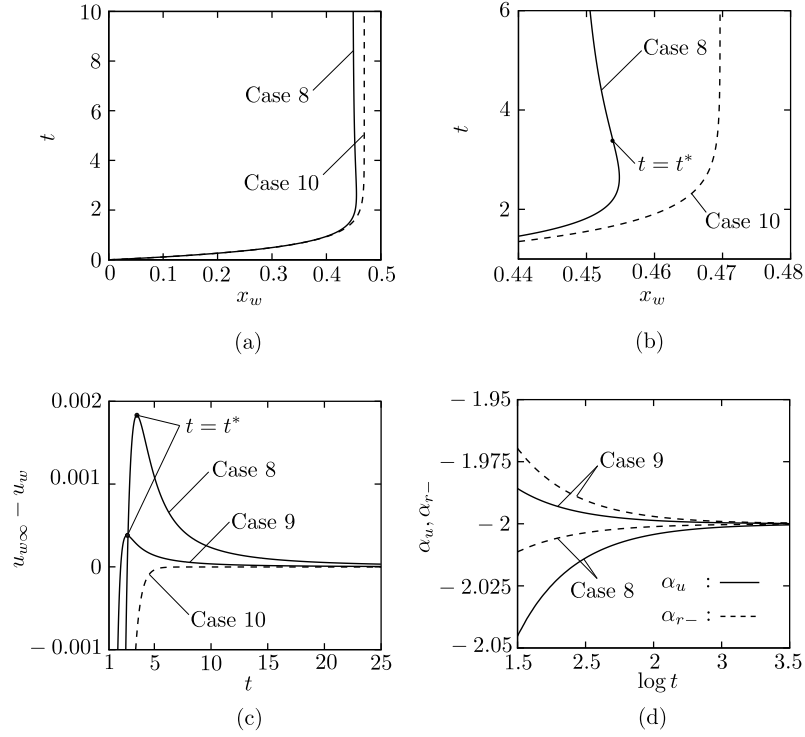 10
8
6
4
2
0
t
Case 8
Case 10
0
0.1
0.2
0.3
0.4
0.5
x_w
(a)
6
4
2
t
Case 8
t = t*
Case 10
0.44
0.45
0.46
0.47
0.48
x_w
(b)
0.002
0.001
0
− 0.001
u_{w∞} − u_w
t = t*
Case 8
Case 9
Case 10
1
5
10
15
20
25
t
(c)
− 1.95
− 1.975
− 2
− 2.025
− 2.05
α_u, α_{r−}
Case 9
Case 8
α_u :
α_{r−} :
1.5
2.5
2
3
3.5
log t
(d)